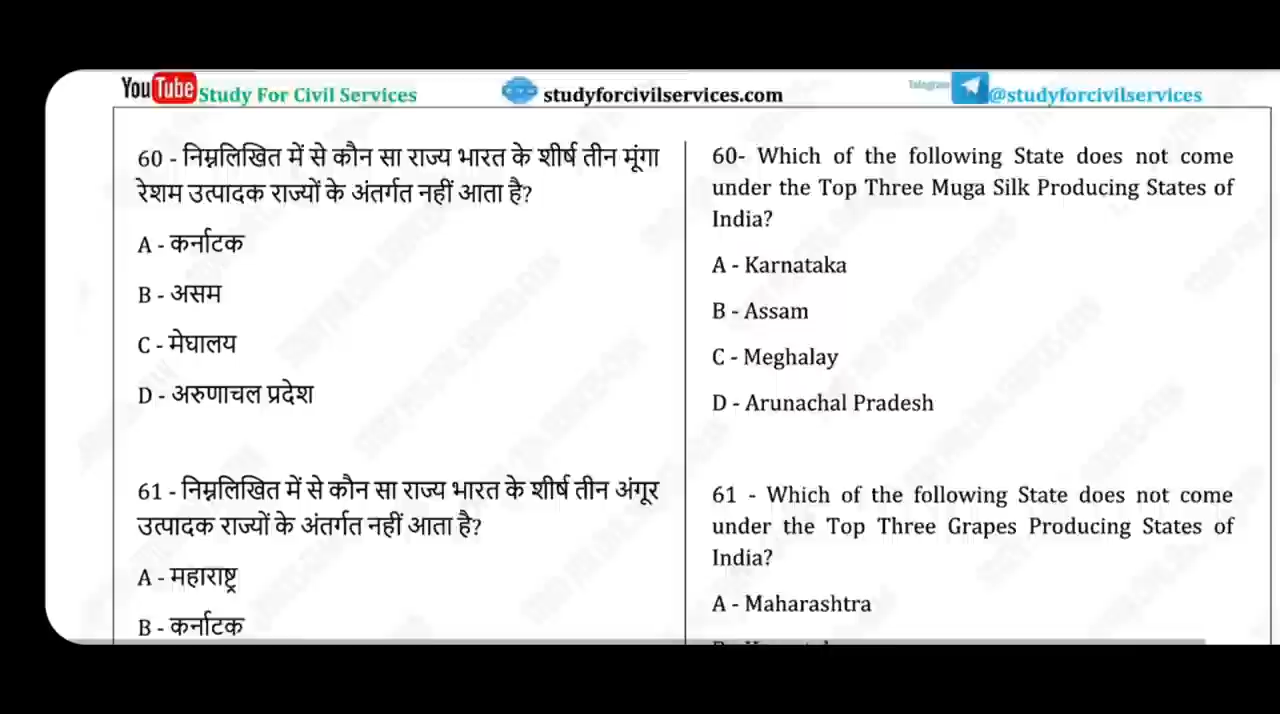 YouTube Study For Civil Services
studyforcivilservices.com
Telegram @studyforcivilservices
60 - निम्नलिखित में से कौन सा राज्य भारत के शीर्ष तीन मूंगा
रेशम उत्पादक राज्यों के अंतर्गत नहीं आता है?
A - कर्नाटक
B - असम
C - मेघालय
D - अरुणाचल प्रदेश
61 - निम्नलिखित में से कौन सा राज्य भारत के शीर्ष तीन अंगूर
उत्पादक राज्यों के अंतर्गत नहीं आता है?
A - महाराष्ट्र
B - कर्नाटक
60- Which of the following State does not come
under the Top Three Muga Silk Producing States of
India?
A - Karnataka
B - Assam
C - Meghalay
D - Arunachal Pradesh
61 - Which of the following State does not come
under the Top Three Grapes Producing States of
India?
A - Maharashtra